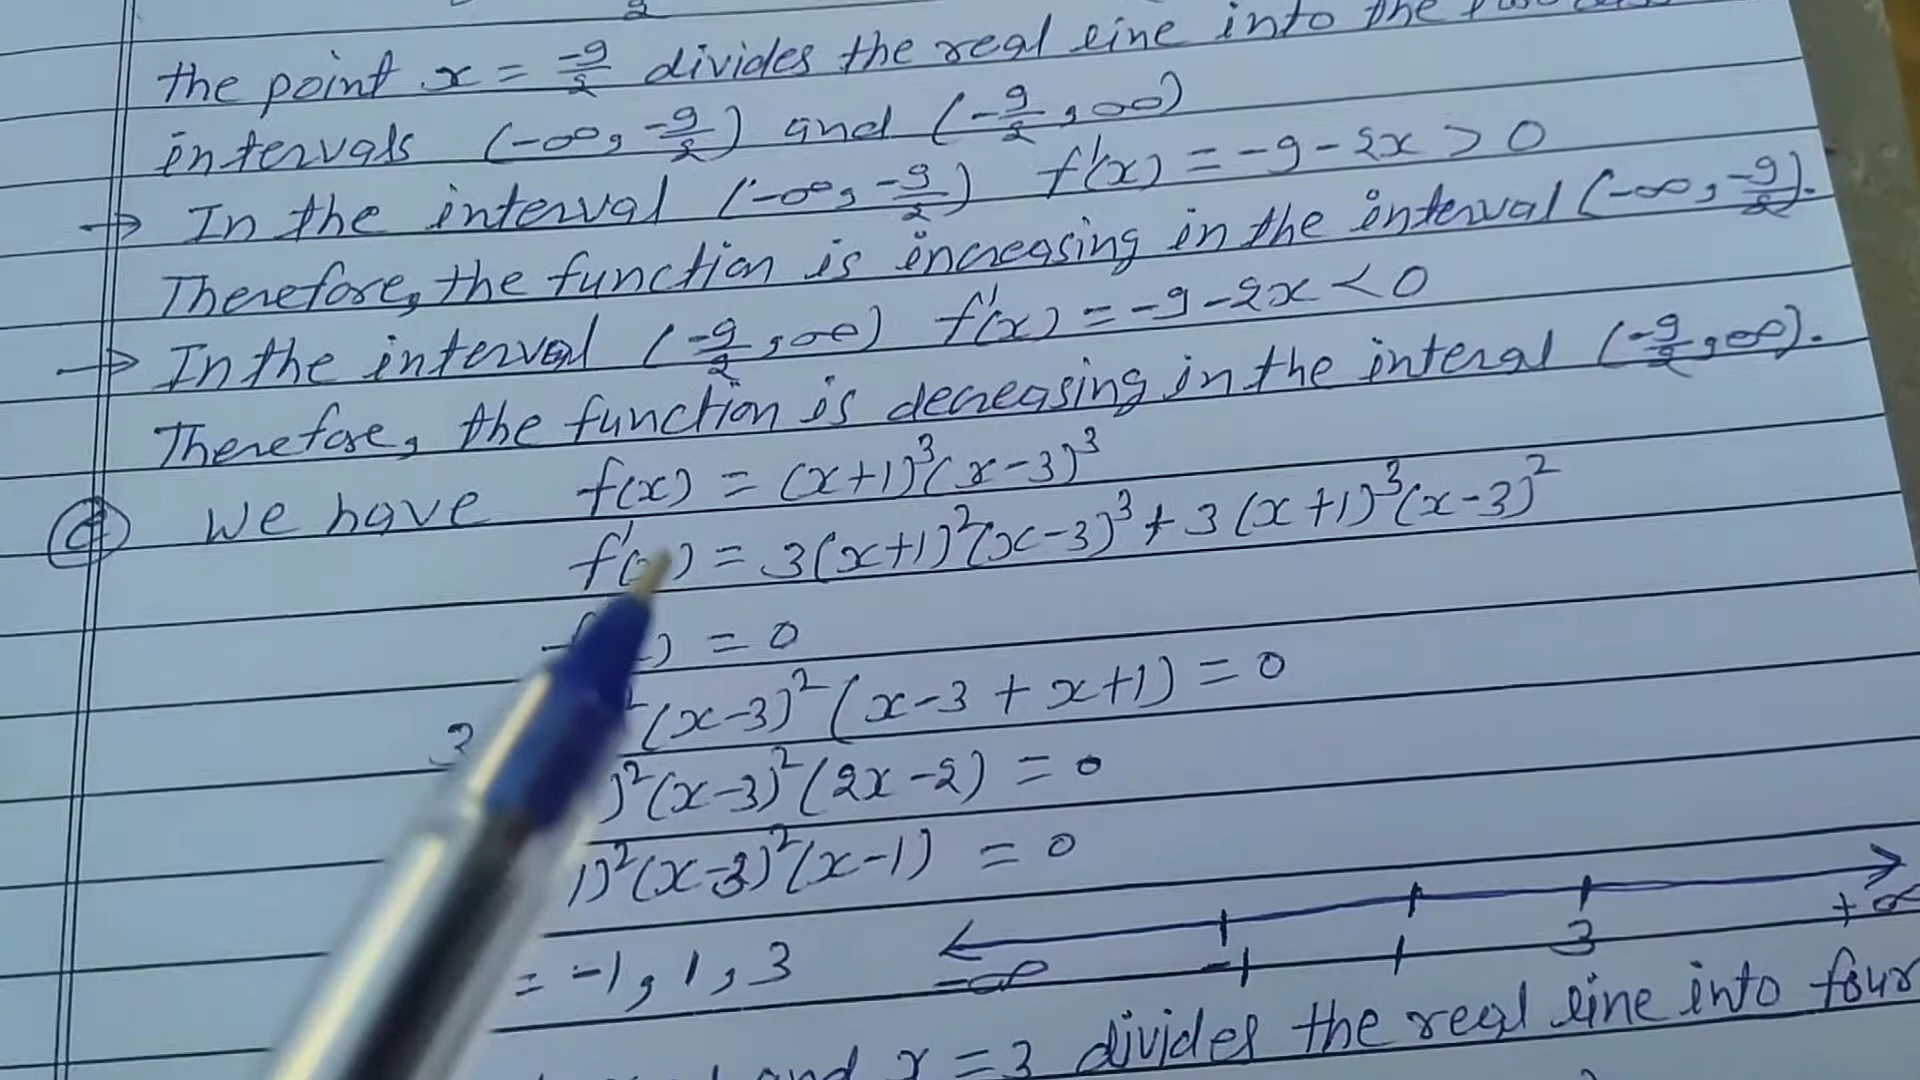 2
the point x = -9/2 divides the real line into the
intervals (-∞, -9/2) and (-9/2, ∞)
→ In the interval (-∞, -9/2) f'(x) = -9-2x > 0
Therefore, the function is increasing in the interval (-∞, -9/2).
→ In the interval (-9/2, ∞) f'(x) = -9-2x < 0
Therefore, the function is decreasing in the interal (-9/2, ∞).
We have f(x) = (x+1)³(x-3)³
f'(x) = 3(x+1)²(x-3)³ + 3(x+1)³(x-3)²
= 0
3 ²(x-3)²(x-3+x+1) = 0
)²(x-3)²(2x-2) = 0
1)²(x-3)²(x-1) = 0
= -1, 1, 3
-∞ -1 1 3 +∞
and x = 3 divides the real line into four